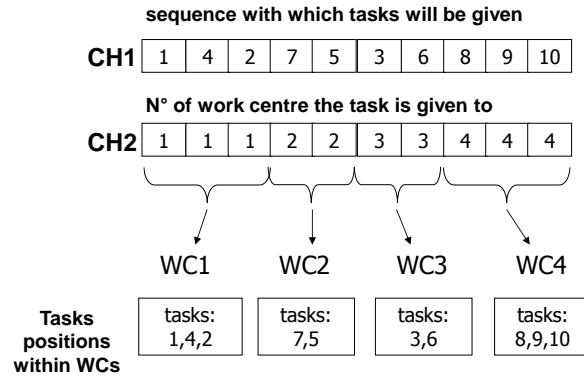 sequence with which tasks will be given
CH1 1 4 2 7 5 3 6 8 9 10
N° of work centre the task is given to
CH2 1 1 1 2 2 3 3 4 4 4
WC1 WC2 WC3 WC4
Tasks
positions
within WCs
tasks:
1,4,2
tasks:
7,5
tasks:
3,6
tasks:
8,9,10